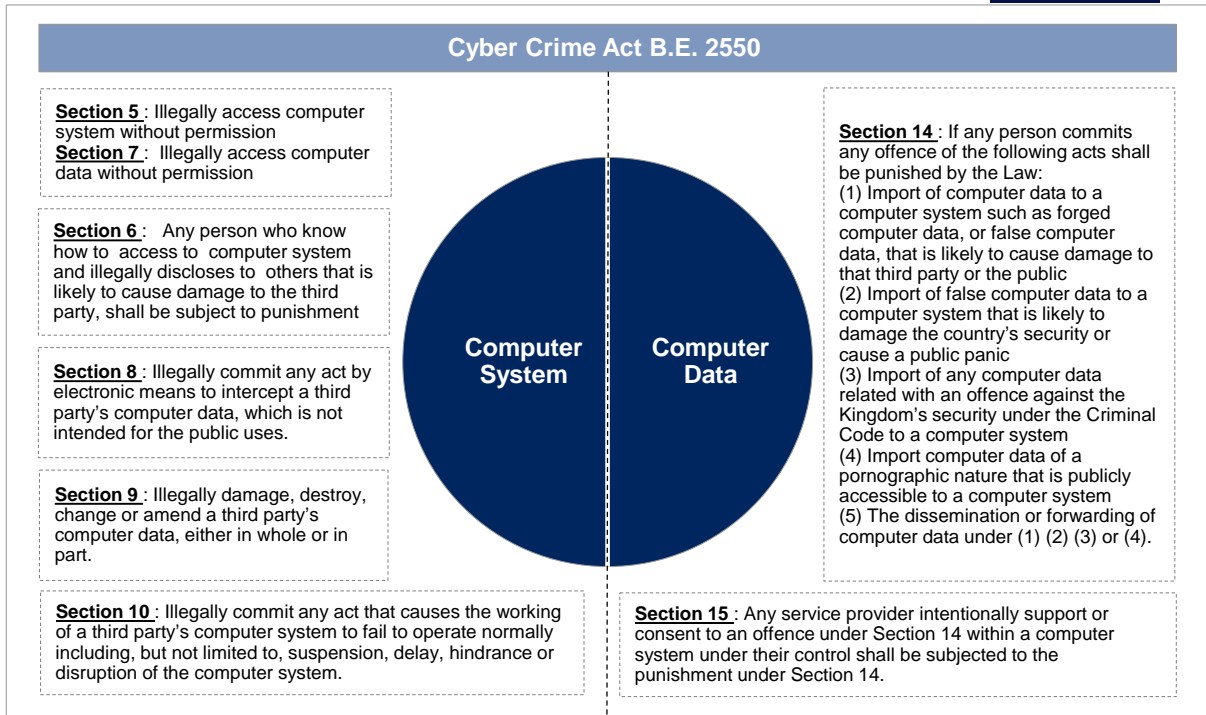 Cyber Crime Act B.E. 2550
Section 5 : Illegally access computer
system without permission
Section 7 : Illegally access computer
data without permission
Section 6 : Any person who know
how to access to computer system
and illegally discloses to others that is
likely to cause damage to the third
party, shall be subject to punishment
Section 8 : Illegally commit any act by
electronic means to intercept a third
party's computer data, which is not
intended for the public uses.
Section 9 : Illegally damage, destroy,
change or amend a third party's
computer data, either in whole or in
part.
Section 10 : Illegally commit any act that causes the working
of a third party's computer system to fail to operate normally
including, but not limited to, suspension, delay, hindrance or
disruption of the computer system.
Computer
System
Computer
Data
Section 14 : If any person commits
any offence of the following acts shall
be punished by the Law:
(1) Import of computer data to a
computer system such as forged
computer data, or false computer
data, that is likely to cause damage to
that third party or the public
(2) Import of false computer data to a
computer system that is likely to
damage the country's security or
cause a public panic
(3) Import of any computer data
related with an offence against the
Kingdom's security under the Criminal
Code to a computer system
(4) Import computer data of a
pornographic nature that is publicly
accessible to a computer system
(5) The dissemination or forwarding of
computer data under (1) (2) (3) or (4).
Section 15 : Any service provider intentionally support or
consent to an offence under Section 14 within a computer
system under their control shall be subjected to the
punishment under Section 14.